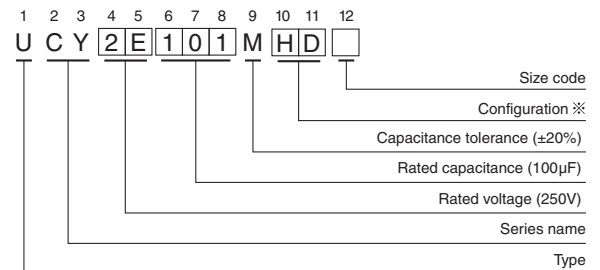 1 2 3 4 5 6 7 8 9 10 11 12
U C Y 2 E 1 0 1 M H D
Size code
Configuration ※
Capacitance tolerance (±20%)
Rated capacitance (100µF)
Rated voltage (250V)
Series name
Type